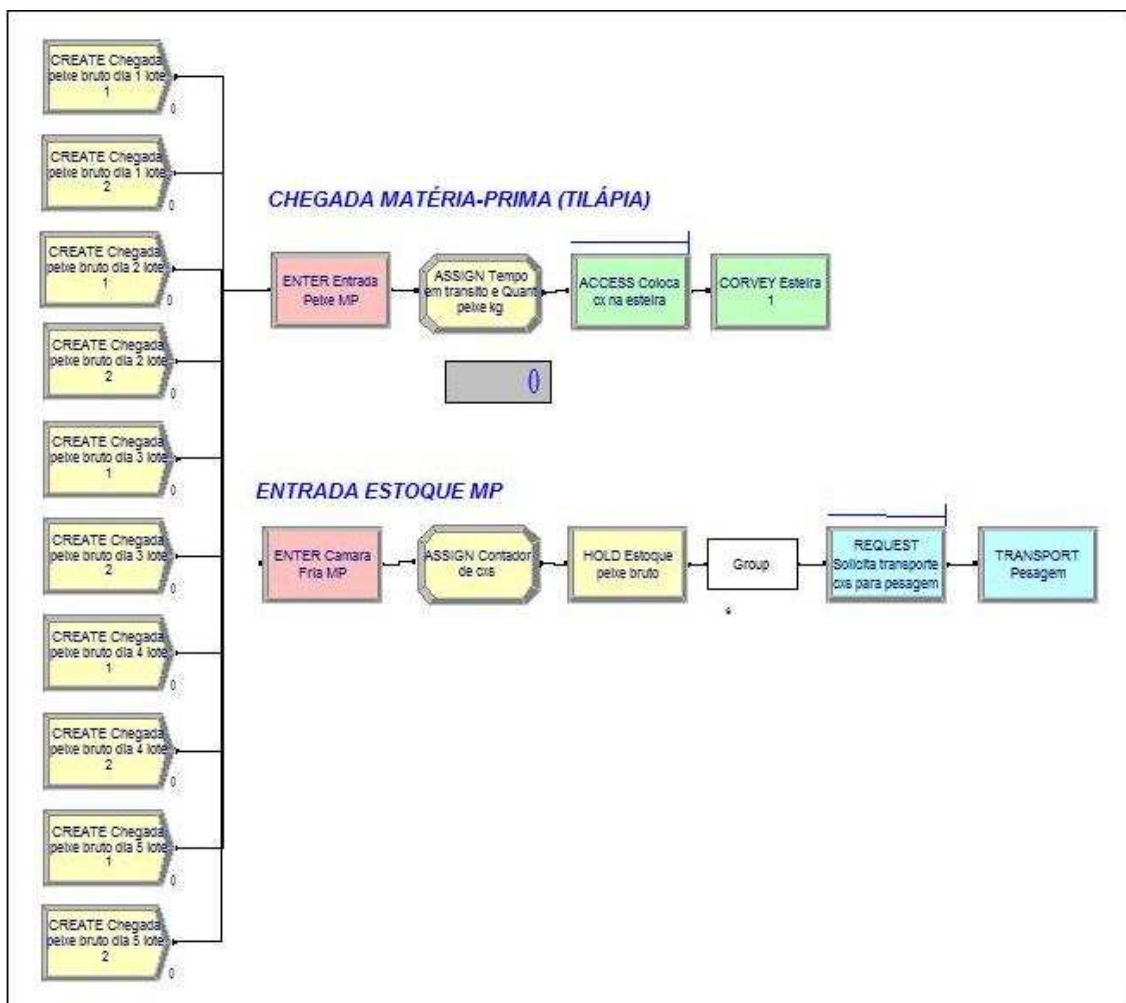 CREATE Chegada
peixe bruto dia 1 lote
1
0
CREATE Chegada
peixe bruto dia 1 lote
2
0
CREATE Chegada
peixe bruto dia 2 lote
1
0
CREATE Chegada
peixe bruto dia 2 lote
2
0
CREATE Chegada
peixe bruto dia 3 lote
1
0
CREATE Chegada
peixe bruto dia 3 lote
2
0
CREATE Chegada
peixe bruto dia 4 lote
1
0
CREATE Chegada
peixe bruto dia 4 lote
2
0
CREATE Chegada
peixe bruto dia 5 lote
1
0
CREATE Chegada
peixe bruto dia 5 lote
2
0
CHEGADA MATÉRIA-PRIMA (TILÁPIA)
ENTER Entrada
Peixe MP
ASSIGN Tempo
em transito e Quant
peixe kg
ACCESS Coloca
cx na esteira
CORVEY Esteira
1
0
ENTRADA ESTOQUE MP
ENTER Camara
Fria MP
ASSIGN Contador
de cxs
HOLD Estoque
peixe bruto
Group
REQUEST
Solicita transporte
cxs para pesagem
TRANSPORT
Pesagem